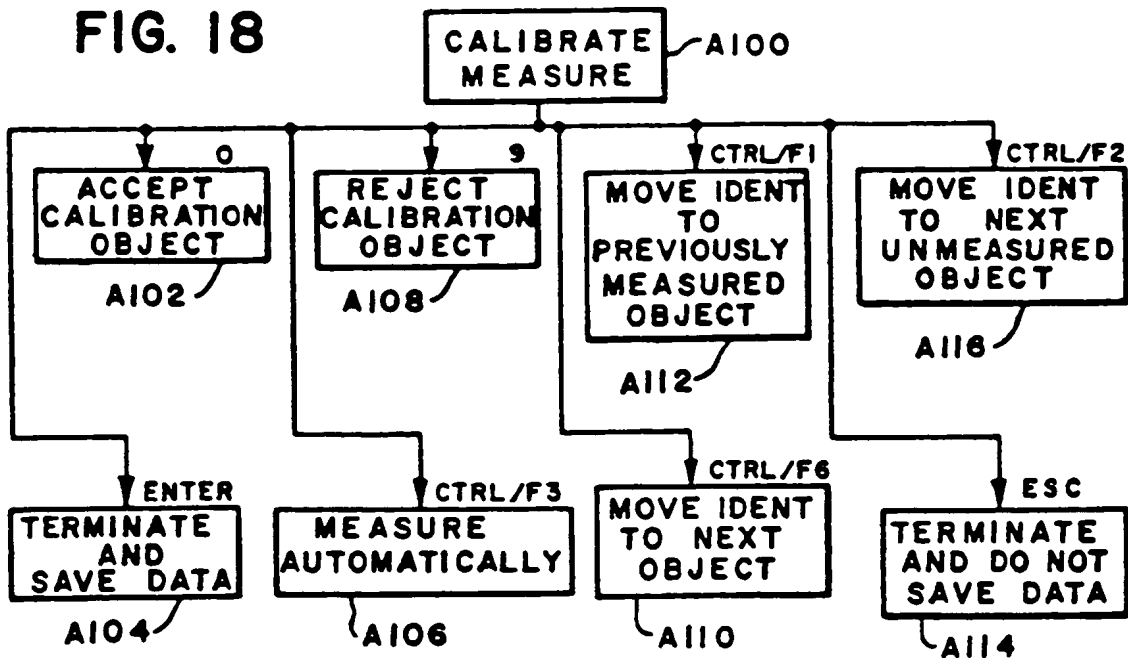 FIG. 18
CALIBRATE
MEASURE
A100
0
ACCEPT
CALIBRATION
OBJECT
A102
9
REJECT
CALIBRATION
OBJECT
A108
CTRL/F1
MOVE IDENT
TO
PREVIOUSLY
MEASURED
OBJECT
A112
CTRL/F2
MOVE IDENT
TO NEXT
UNMEASURED
OBJECT
A116
ENTER
TERMINATE
AND
SAVE DATA
A104
CTRL/F3
MEASURE
AUTOMATICALLY
A106
CTRL/F6
MOVE IDENT
TO NEXT
OBJECT
A110
ESC
TERMINATE
AND DO NOT
SAVE DATA
A114